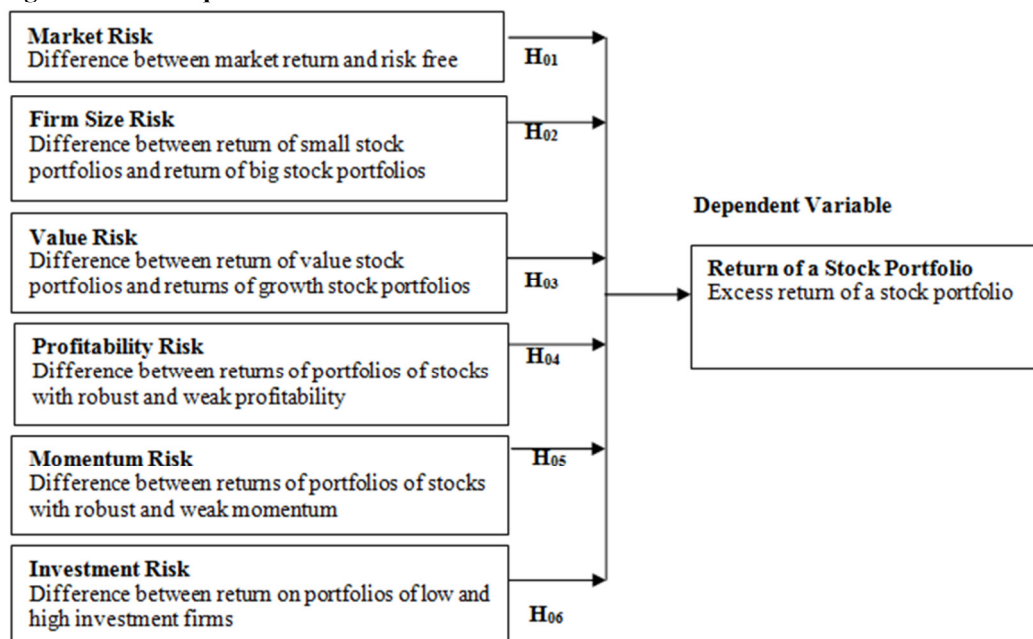 Market Risk
Difference between market return and risk free
H01
Firm Size Risk
Difference between return of small stock
portfolios and return of big stock portfolios
H02
Value Risk
Difference between return of value stock
portfolios and returns of growth stock portfolios
H03
Profitability Risk
Difference between returns of portfolios of stocks
with robust and weak profitability
H04
Momentum Risk
Difference between returns of portfolios of stocks
with robust and weak momentum
H05
Investment Risk
Difference between return on portfolios of low and
high investment firms
H06
Dependent Variable
Return of a Stock Portfolio
Excess return of a stock portfolio